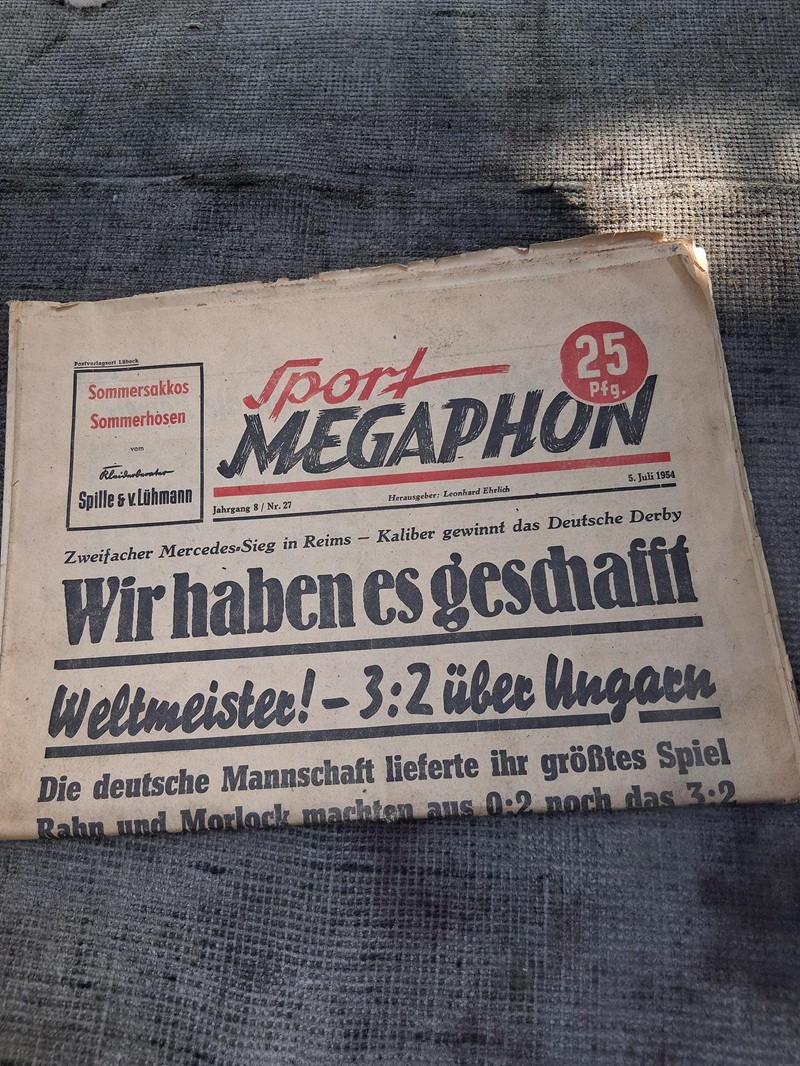 Postverlagsort Lübeck
Sommersakkos
Sommerhosen
vom
Kleiderberater
Spille & v. Lühmann
Sport
MEGAPHON
25
Pfg.
Jahrgang 8 / Nr. 27
Herausgeber: Leonhard Ehrlich
5. Juli 1954
Zweifacher Mercedes-Sieg in Reims – Kaliber gewinnt das Deutsche Derby
Wir haben es geschafft
Weltmeister! – 3:2 über Ungarn
Die deutsche Mannschaft lieferte ihr größtes Spiel
Rahn und Morlock machten aus 0:2 noch das 3:2